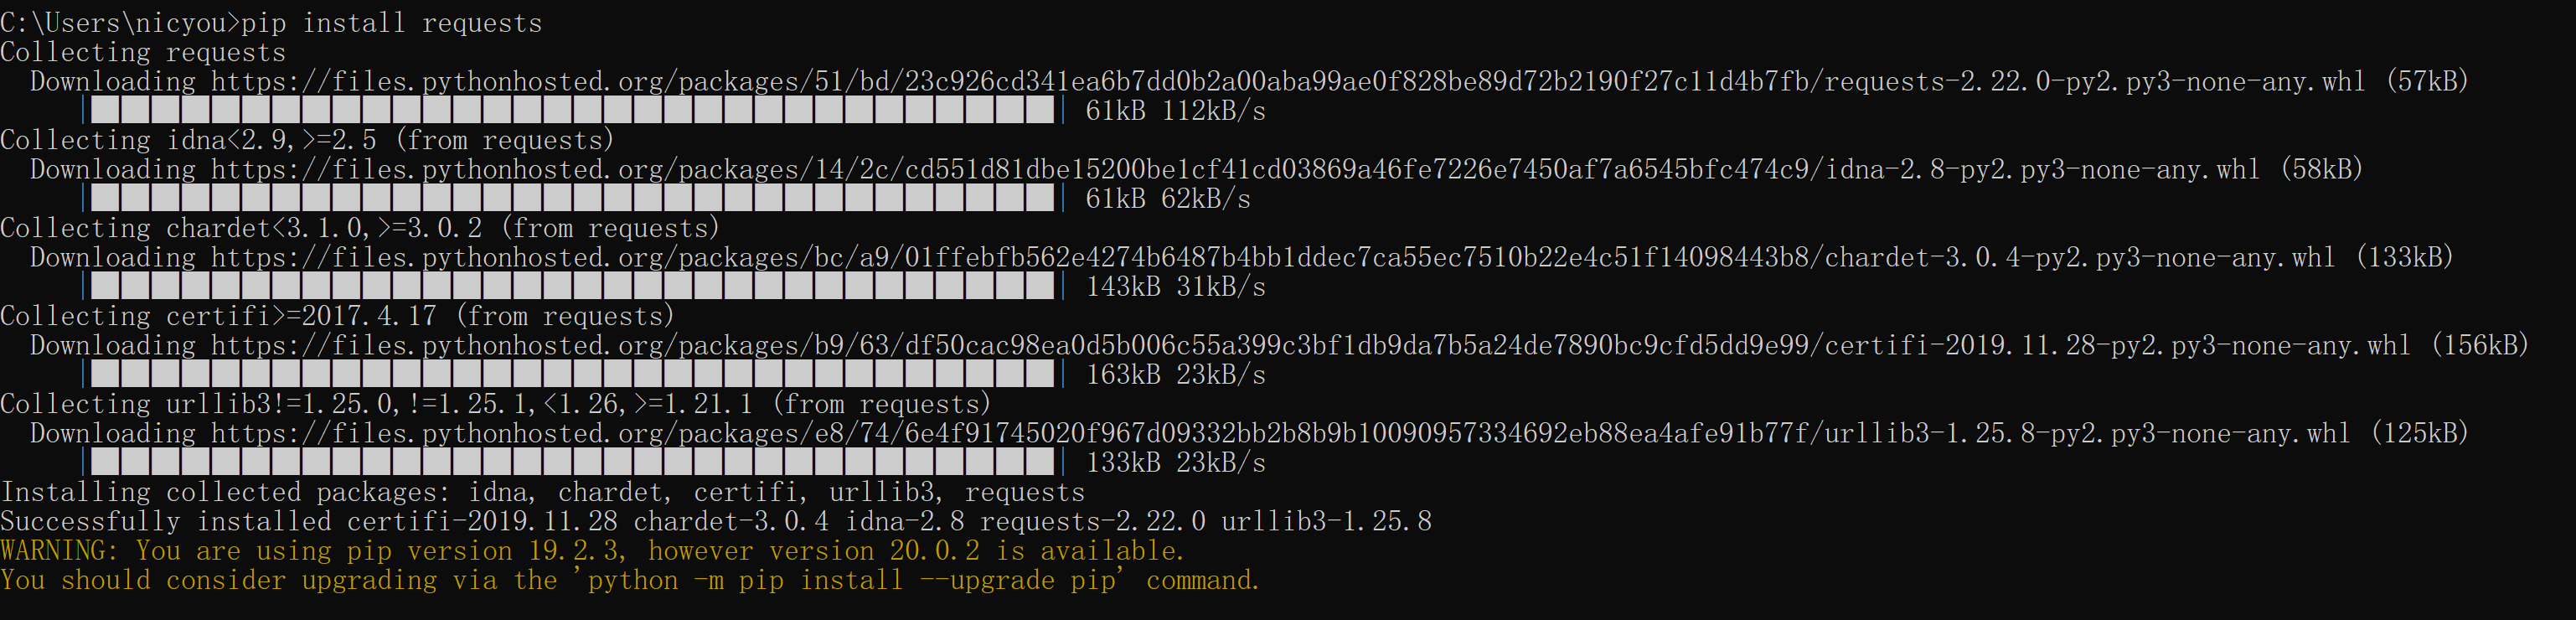 C:\Users\nicyou>pip install requests
Collecting requests
  Downloading https://files.pythonhosted.org/packages/51/bd/23c926cd341ea6b7dd0b2a00aba99ae0f828be89d72b2190f27c11d4b7fb/requests-2.22.0-py2.py3-none-any.whl (57kB)
     |████████████████████████████████| 61kB 112kB/s
Collecting idna<2.9,>=2.5 (from requests)
  Downloading https://files.pythonhosted.org/packages/14/2c/cd551d81dbe15200be1cf41cd03869a46fe7226e7450af7a6545bfc474c9/idna-2.8-py2.py3-none-any.whl (58kB)
     |████████████████████████████████| 61kB 62kB/s
Collecting chardet<3.1.0,>=3.0.2 (from requests)
  Downloading https://files.pythonhosted.org/packages/bc/a9/01ffebfb562e4274b6487b4bb1ddec7ca55ec7510b22e4c51f14098443b8/chardet-3.0.4-py2.py3-none-any.whl (133kB)
     |████████████████████████████████| 143kB 31kB/s
Collecting certifi>=2017.4.17 (from requests)
  Downloading https://files.pythonhosted.org/packages/b9/63/df50cac98ea0d5b006c55a399c3bf1db9da7b5a24de7890bc9cfd5dd9e99/certifi-2019.11.28-py2.py3-none-any.whl (156kB)
     |████████████████████████████████| 163kB 23kB/s
Collecting urllib3!=1.25.0,!=1.25.1,<1.26,>=1.21.1 (from requests)
  Downloading https://files.pythonhosted.org/packages/e8/74/6e4f91745020f967d09332bb2b8b9b10090957334692eb88ea4afe91b77f/urllib3-1.25.8-py2.py3-none-any.whl (125kB)
     |████████████████████████████████| 133kB 23kB/s
Installing collected packages: idna, chardet, certifi, urllib3, requests
Successfully installed certifi-2019.11.28 chardet-3.0.4 idna-2.8 requests-2.22.0 urllib3-1.25.8
WARNING: You are using pip version 19.2.3, however version 20.0.2 is available.
You should consider upgrading via the 'python -m pip install --upgrade pip' command.